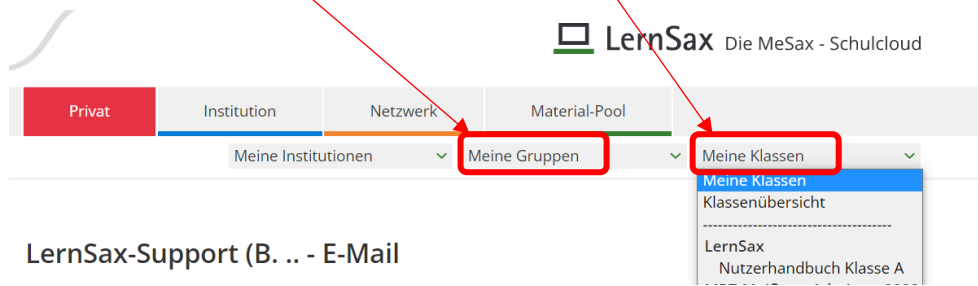 LernSax Die MeSax - Schulcloud
Privat Institution Netzwerk Material-Pool
Meine Institutionen Meine Gruppen Meine Klassen
Meine Klassen
Klassenübersicht
-------------------------------------
LernSax
Nutzerhandbuch Klasse A
LernSax-Support (B. .. - E-Mail